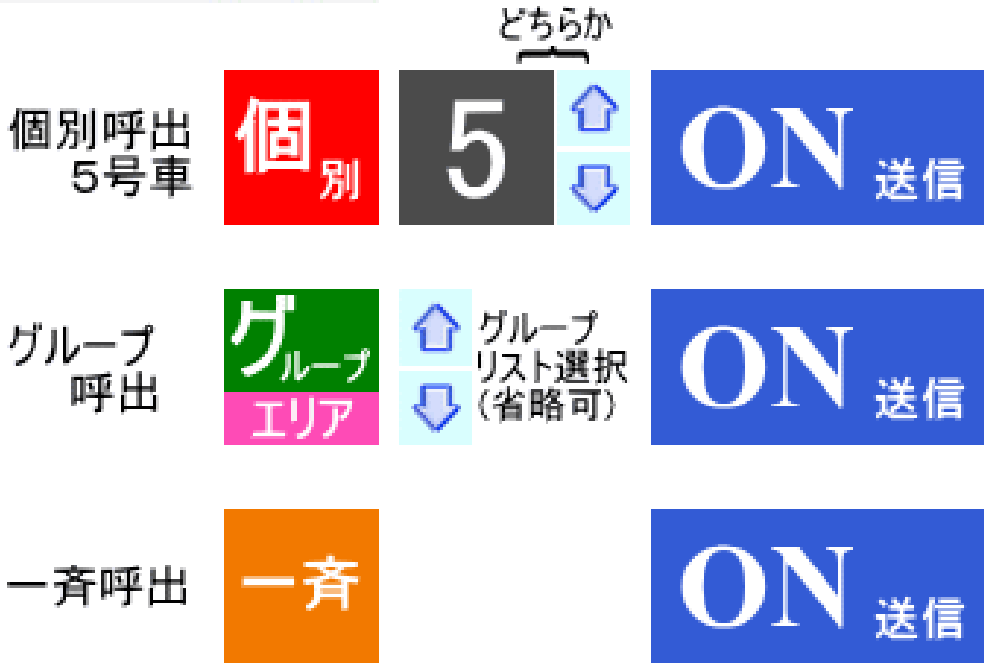 どちらか
個別呼出
5号車
個別
5
ON 送信
グループ
呼出
グループ
エリア
グループ
リスト選択
(省略可)
ON 送信
一斉呼出
一斉
ON 送信